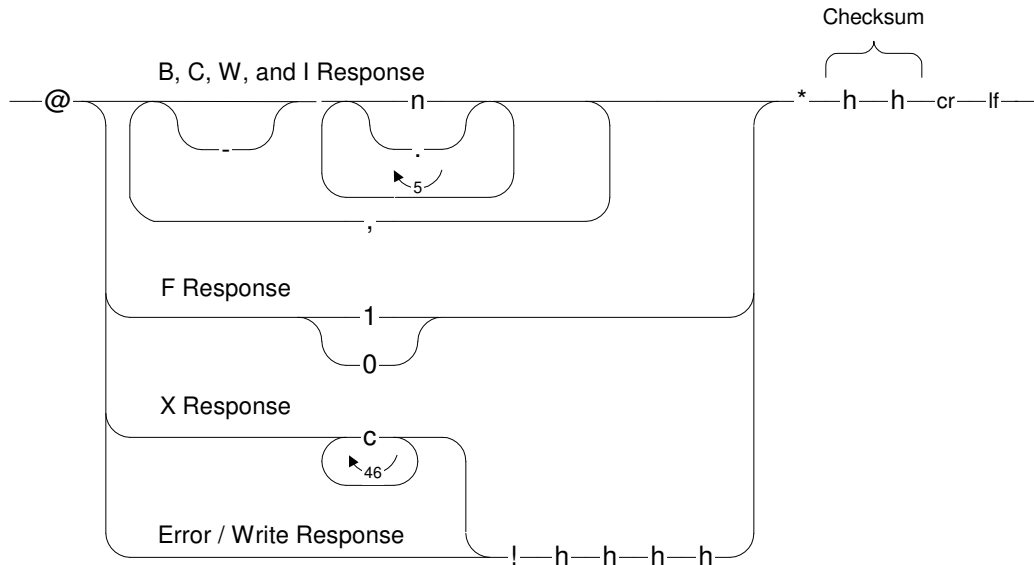 Checksum
B, C, W, and I Response
@ n * h h cr lf
- .
5
,
F Response
1
0
X Response
c
46
Error / Write Response
! h h h h